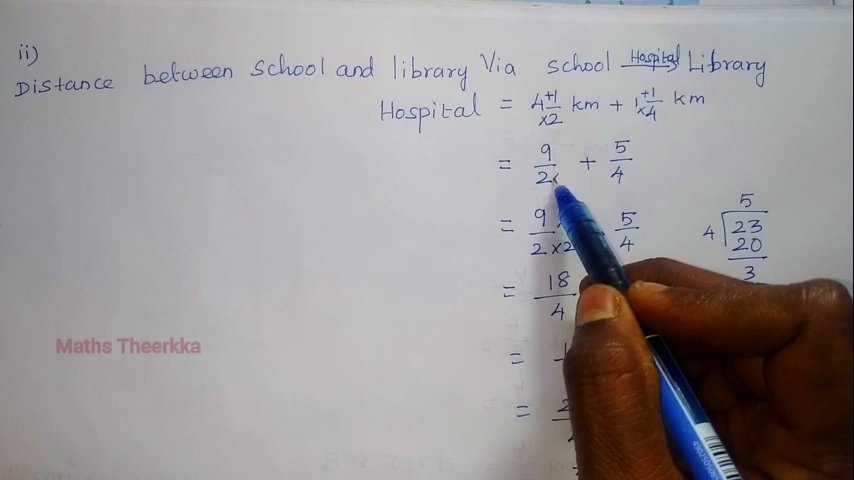 ii)
Distance between school and library Via school Hospital Library
Hospital = 4 +1/×2 km + 1 +1/×4 km
= 9/2× + 5/4
= 9/2×2 5/4
= 18/4
=
= 2
5
4 23
20
3
Maths Theerkka